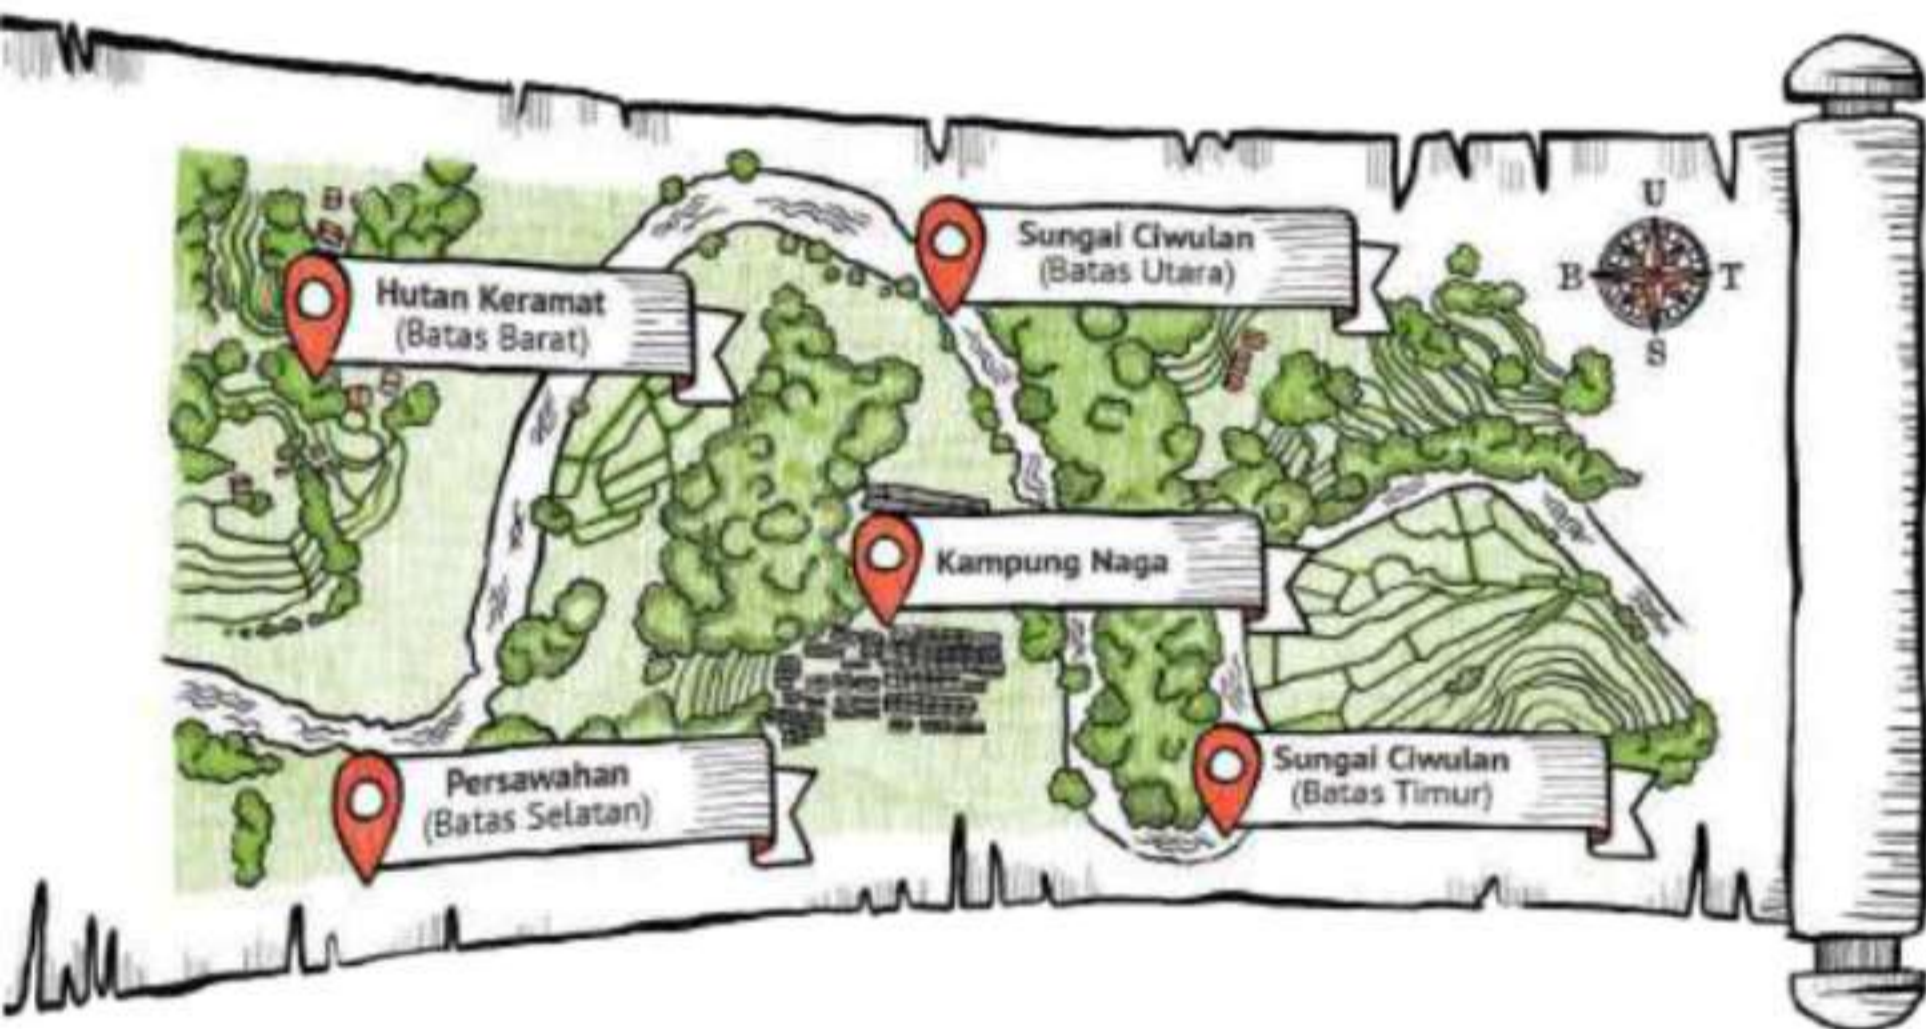 U
Sungai Ciwulan
(Batas Utara)
B
T
S
Hutan Keramat
(Batas Barat)
Kampung Naga
Persawahan
(Batas Selatan)
Sungai Ciwulan
(Batas Timur)